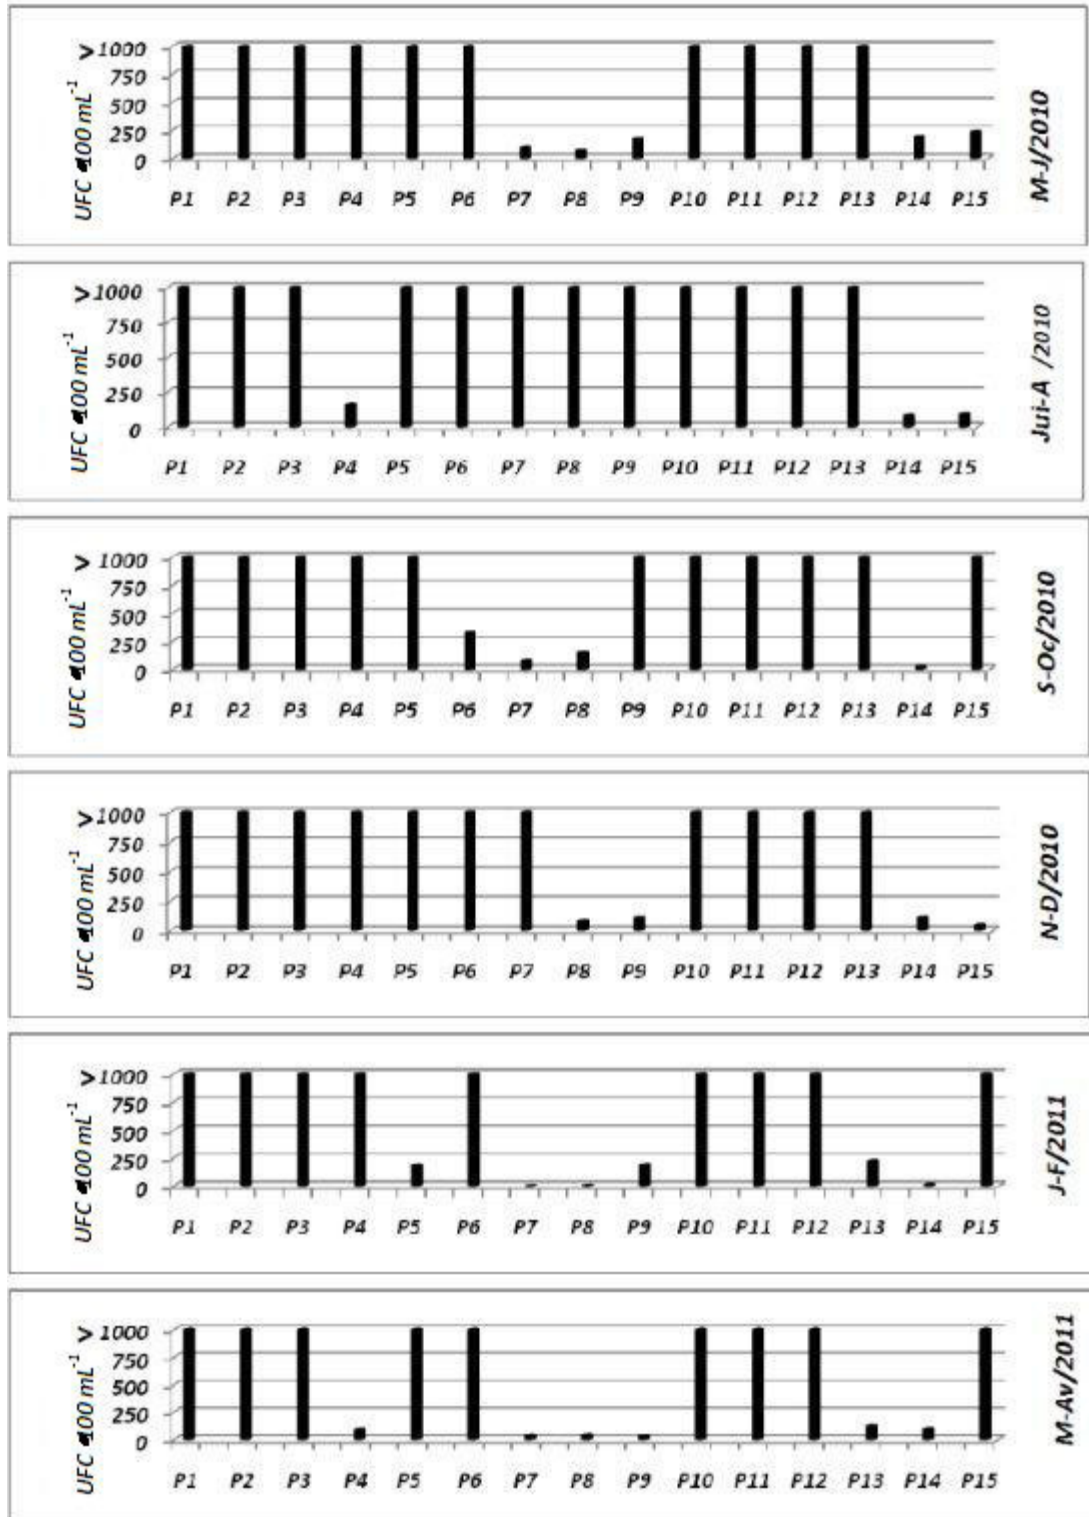 > 1000
750
500
250
0
UFC •100 mL⁻¹
P1 P2 P3 P4 P5 P6 P7 P8 P9 P10 P11 P12 P13 P14 P15
M-J/2010
> 1000
750
500
250
0
UFC •100 mL⁻¹
P1 P2 P3 P4 P5 P6 P7 P8 P9 P10 P11 P12 P13 P14 P15
Jui-A /2010
> 1000
750
500
250
0
UFC •100 mL⁻¹
P1 P2 P3 P4 P5 P6 P7 P8 P9 P10 P11 P12 P13 P14 P15
S-Oc/2010
> 1000
750
500
250
0
UFC •100 mL⁻¹
P1 P2 P3 P4 P5 P6 P7 P8 P9 P10 P11 P12 P13 P14 P15
N-D/2010
> 1000
750
500
250
0
UFC •100 mL⁻¹
P1 P2 P3 P4 P5 P6 P7 P8 P9 P10 P11 P12 P13 P14 P15
J-F/2011
> 1000
750
500
250
0
UFC •100 mL⁻¹
P1 P2 P3 P4 P5 P6 P7 P8 P9 P10 P11 P12 P13 P14 P15
M-Av/2011